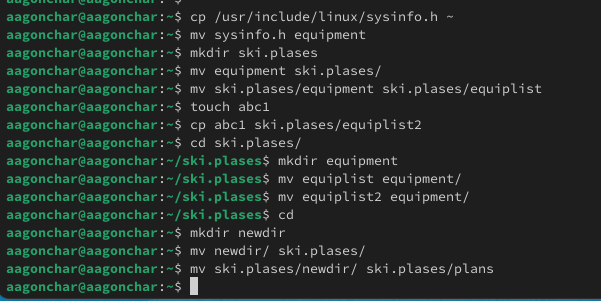 aagonchar@aagonchar:~$ cp /usr/include/linux/sysinfo.h ~
aagonchar@aagonchar:~$ mv sysinfo.h equipment
aagonchar@aagonchar:~$ mkdir ski.plases
aagonchar@aagonchar:~$ mv equipment ski.plases/
aagonchar@aagonchar:~$ mv ski.plases/equipment ski.plases/equiplist
aagonchar@aagonchar:~$ touch abc1
aagonchar@aagonchar:~$ cp abc1 ski.plases/equiplist2
aagonchar@aagonchar:~$ cd ski.plases/
aagonchar@aagonchar:~/ski.plases$ mkdir equipment
aagonchar@aagonchar:~/ski.plases$ mv equiplist equipment/
aagonchar@aagonchar:~/ski.plases$ mv equiplist2 equipment/
aagonchar@aagonchar:~/ski.plases$ cd
aagonchar@aagonchar:~$ mkdir newdir
aagonchar@aagonchar:~$ mv newdir/ ski.plases/
aagonchar@aagonchar:~$ mv ski.plases/newdir/ ski.plases/plans
aagonchar@aagonchar:~$